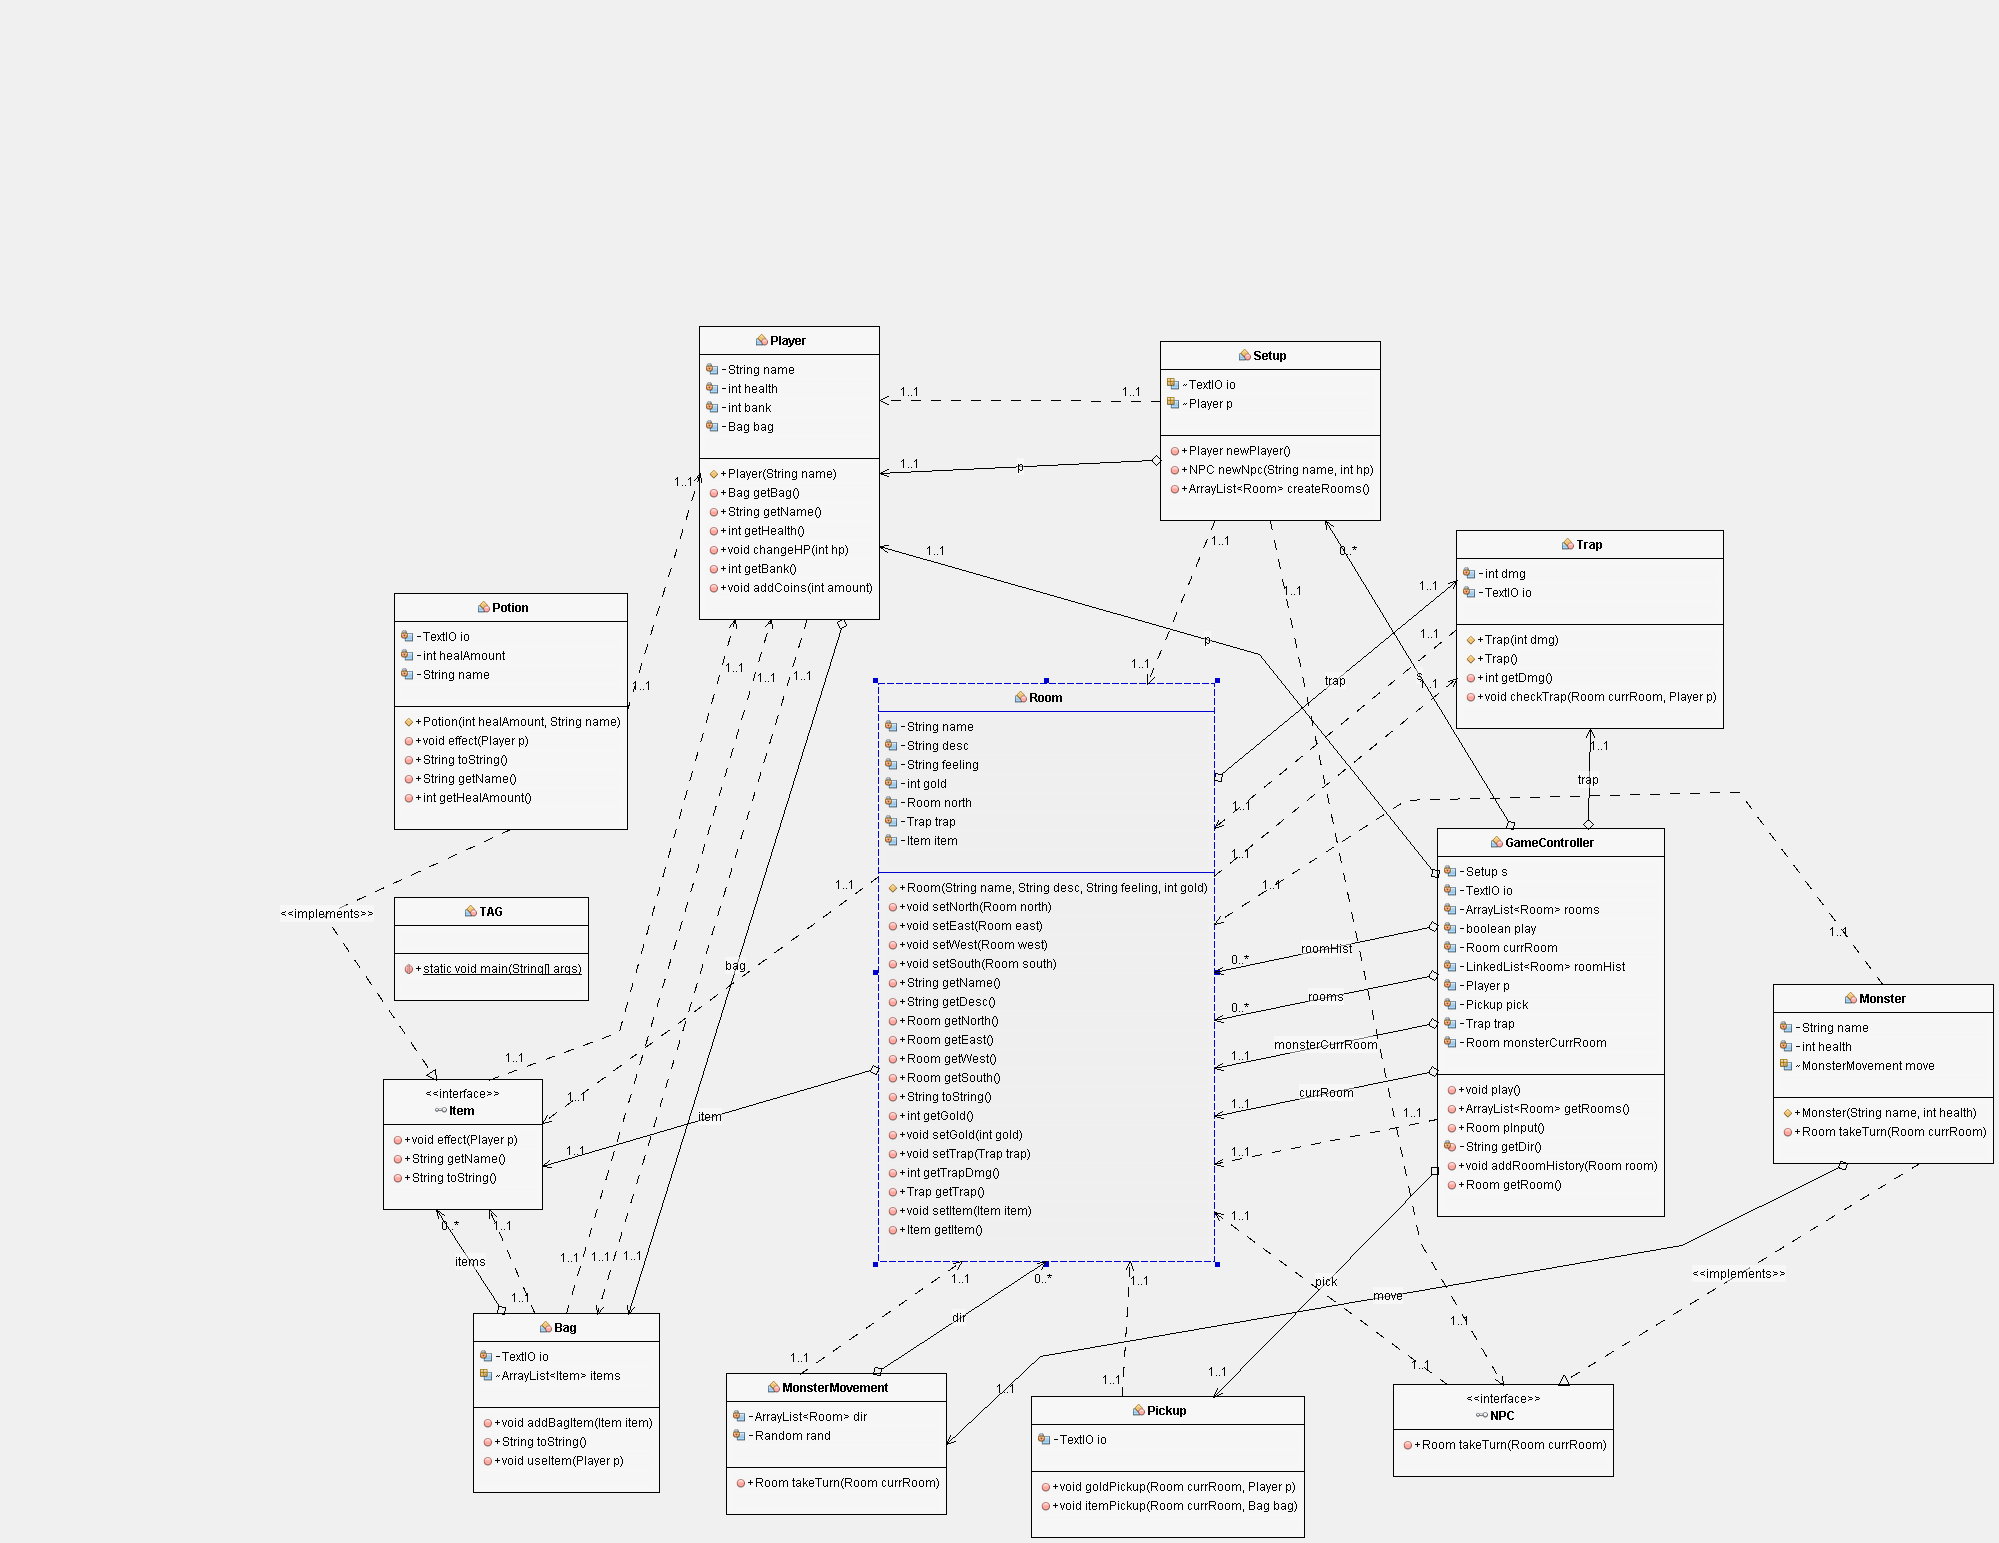 Player
-String name
-int health
-int bank
-Bag bag
+Player(String name)
+Bag getBag()
+String getName()
+int getHealth()
+void changeHP(int hp)
+int getBank()
+void addCoins(int amount)
Setup
~TextIO io
~Player p
+Player newPlayer()
+NPC newNpc(String name, int hp)
+ArrayList<Room> createRooms()
1..1
1..1
1..1
p
1..1
p
1..1
1..1
1..1
1..1
1..1
0..*
s
Trap
-int dmg
-TextIO io
+Trap(int dmg)
+Trap()
+int getDmg()
+void checkTrap(Room currRoom, Player p)
1..1
1..1
1..1
trap
1..1
trap
Potion
-TextIO io
-int healAmount
-String name
+Potion(int healAmount, String name)
+void effect(Player p)
+String toString()
+String getName()
+int getHealAmount()
1..1
1..1
1..1
<<implements>>
TAG
+static void main(String[] args)
Room
-String name
-String desc
-String feeling
-int gold
-Room north
-Trap trap
-Item item
+Room(String name, String desc, String feeling, int gold)
+void setNorth(Room north)
+void setEast(Room east)
+void setWest(Room west)
+void setSouth(Room south)
+String getName()
+String getDesc()
+Room getNorth()
+Room getEast()
+Room getWest()
+Room getSouth()
+String toString()
+int getGold()
+void setGold(int gold)
+void setTrap(Trap trap)
+int getTrapDmg()
+Trap getTrap()
+void setItem(Item item)
+Item getItem()
1..1
1..1
1..1
1..1
bag
roomHist
0..*
rooms
0..*
monsterCurrRoom
1..1
currRoom
1..1
1..1
1..1
1..1
GameController
-Setup s
-TextIO io
-ArrayList<Room> rooms
-boolean play
-Room currRoom
-LinkedList<Room> roomHist
-Player p
-Pickup pick
-Trap trap
-Room monsterCurrRoom
+void play()
+ArrayList<Room> getRooms()
+Room pInput()
-String getDir()
+void addRoomHistory(Room room)
+Room getRoom()
1..1
Monster
-String name
-int health
~MonsterMovement move
+Monster(String name, int health)
+Room takeTurn(Room currRoom)
<<interface>>
Item
+void effect(Player p)
+String getName()
+String toString()
1..1
1..1
item
1..1
0..*
1..1
items
1..1
1..1
1..1
1..1
Bag
-TextIO io
~ArrayList<Item> items
+void addBagItem(Item item)
+String toString()
+void useItem(Player p)
1..1
0..*
1..1
dir
1..1
pick
move
<<implements>>
1..1
1..1
1..1
1..1
1..1
MonsterMovement
-ArrayList<Room> dir
-Random rand
+Room takeTurn(Room currRoom)
Pickup
-TextIO io
+void goldPickup(Room currRoom, Player p)
+void itemPickup(Room currRoom, Bag bag)
<<interface>>
NPC
+Room takeTurn(Room currRoom)